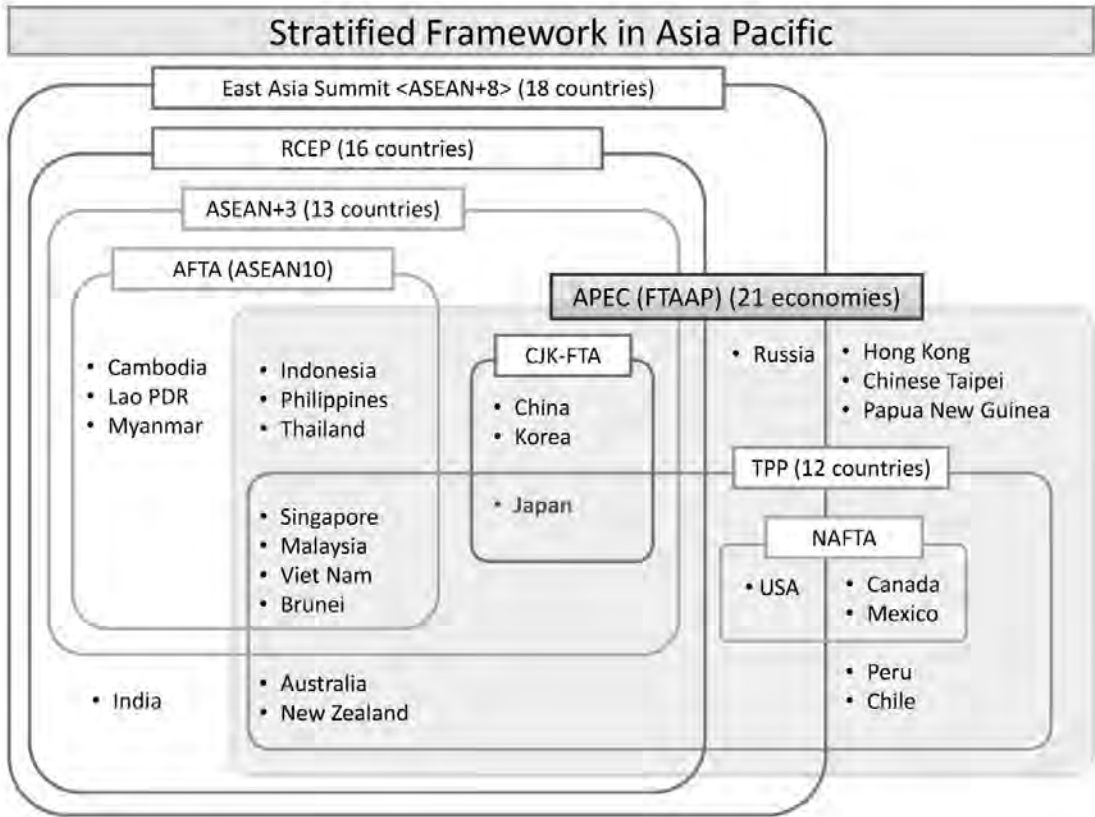 Stratified Framework in Asia Pacific
East Asia Summit <ASEAN+8> (18 countries)
RCEP (16 countries)
ASEAN+3 (13 countries)
AFTA (ASEAN10)
APEC (FTAAP) (21 economies)
CJK-FTA
• Cambodia
• Lao PDR
• Myanmar
• Indonesia
• Philippines
• Thailand
• China
• Korea
• Japan
• Russia
• Hong Kong
• Chinese Taipei
• Papua New Guinea
TPP (12 countries)
• Singapore
• Malaysia
• Viet Nam
• Brunei
NAFTA
• USA
• Canada
• Mexico
• India
• Australia
• New Zealand
• Peru
• Chile